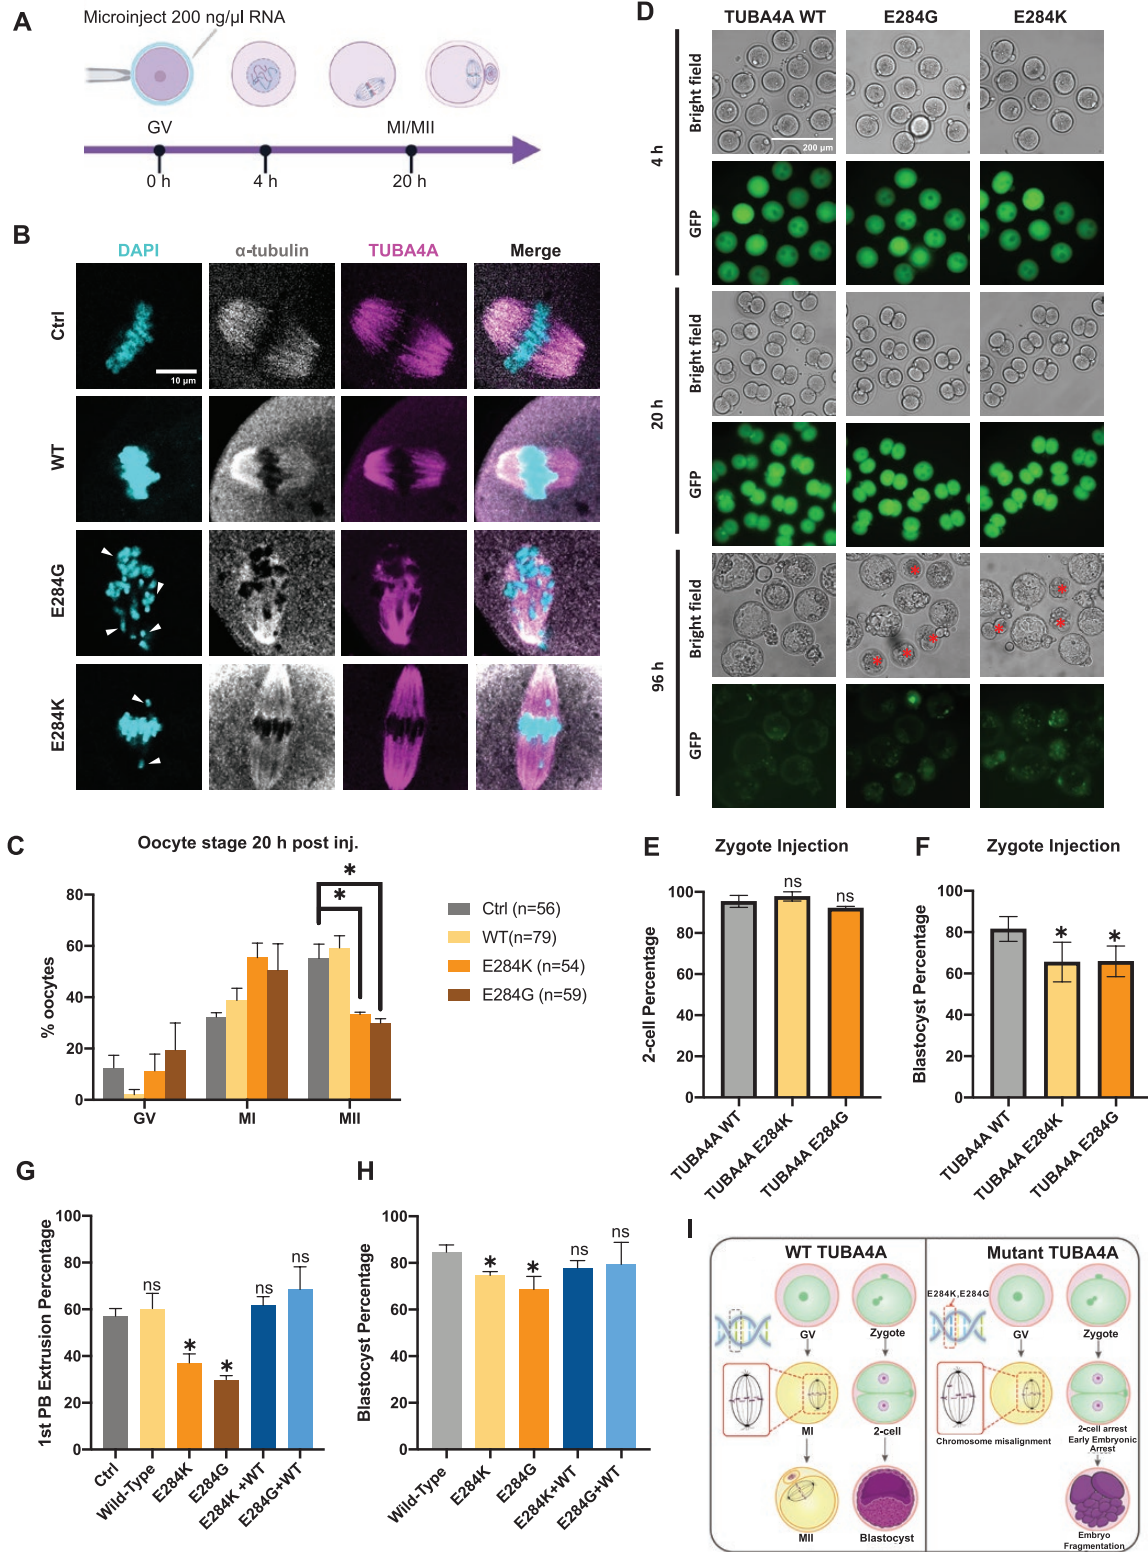 A
Microinject 200 ng/µl RNA
GV
MI/MII
0 h
4 h
20 h
B
DAPI
α-tubulin
TUBA4A
Merge
Ctrl
10 µm
WT
E284G
E284K
C
Oocyte stage 20 h post inj.
% oocytes
80
60
40
20
0
GV
MI
MII
*
*
Ctrl (n=56)
WT(n=79)
E284K (n=54)
E284G (n=59)
D
TUBA4A WT
E284G
E284K
4 h
Bright field
200 µm
GFP
20 h
Bright field
GFP
96 h
Bright field
* * * * * * * *
GFP
E
Zygote Injection
2-cell Percentage
100
80
60
40
20
0
ns
ns
TUBA4A WT
TUBA4A E284K
TUBA4A E284G
F
Zygote Injection
Blastocyst Percentage
100
80
60
40
20
0
*
*
TUBA4A WT
TUBA4A E284K
TUBA4A E284G
G
1st PB Extrusion Percentage
100
80
60
40
20
0
ns
*
*
ns
ns
Ctrl
Wild-Type
E284K
E284G
E284K +WT
E284G+WT
H
Blastocyst Percentage
100
80
60
40
20
0
*
*
ns
ns
Wild-Type
E284K
E284G
E284K+WT
E284G+WT
I
WT TUBA4A
GV
Zygote
MI
2-cell
MII
Blastocyst
Mutant TUBA4A
E284K,E284G
GV
Zygote
Chromosome misalignment
2-cell arrest
Early Embryonic
Arrest
Embryo
Fragmentation